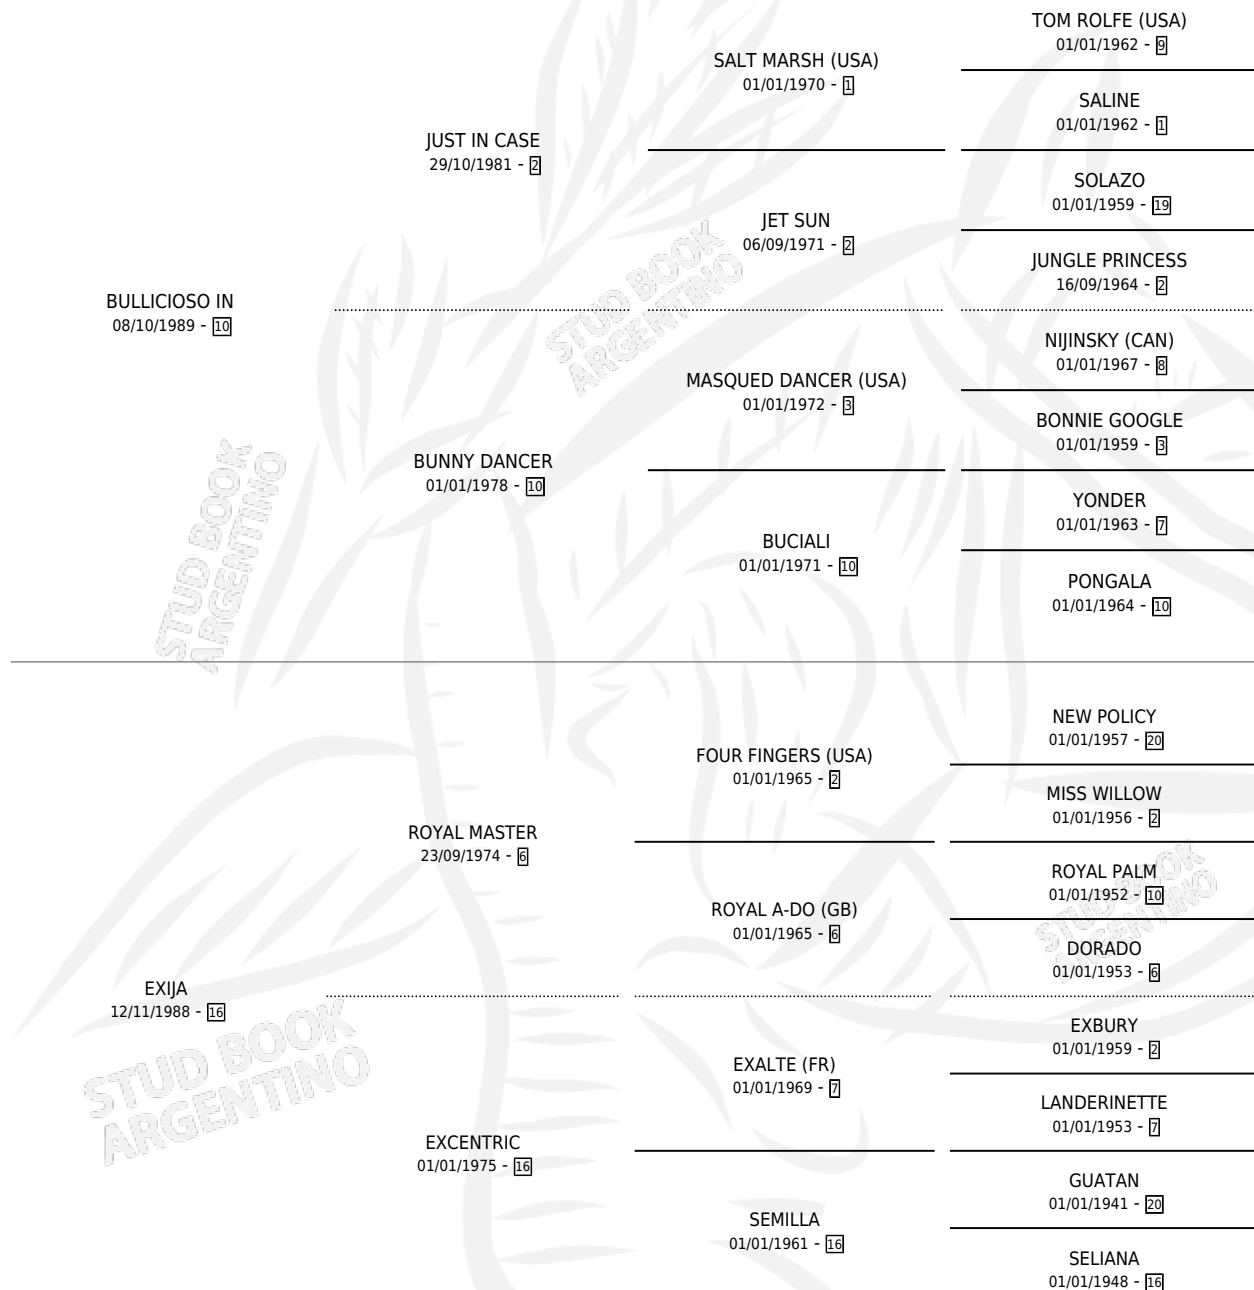 TOM ROLFE (USA)
01/01/1962 - 9
SALT MARSH (USA)
01/01/1970 - 1
SALINE
01/01/1962 - 1
JUST IN CASE
29/10/1981 - 2
SOLAZO
01/01/1959 - 19
JET SUN
06/09/1971 - 2
JUNGLE PRINCESS
16/09/1964 - 2
BULLICIOSO IN
08/10/1989 - 10
NIJINSKY (CAN)
01/01/1967 - 8
MASQUED DANCER (USA)
01/01/1972 - 3
BONNIE GOOGLE
01/01/1959 - 3
BUNNY DANCER
01/01/1978 - 10
YONDER
01/01/1963 - 7
BUCIALI
01/01/1971 - 10
PONGALA
01/01/1964 - 10
NEW POLICY
01/01/1957 - 20
FOUR FINGERS (USA)
01/01/1965 - 2
MISS WILLOW
01/01/1956 - 2
ROYAL MASTER
23/09/1974 - 6
ROYAL PALM
01/01/1952 - 10
ROYAL A-DO (GB)
01/01/1965 - 6
DORADO
01/01/1953 - 6
EXIJA
12/11/1988 - 16
EXBURY
01/01/1959 - 2
EXALTE (FR)
01/01/1969 - 7
LANDERINETTE
01/01/1953 - 7
EXCENTRIC
01/01/1975 - 16
GUATAN
01/01/1941 - 20
SEMILLA
01/01/1961 - 16
SELIANA
01/01/1948 - 16
STUD BOOK
ARGENTINO
STUD BOOK
ARGENTINO
STUD BOOK
ARGENTINO
STUD BOOK
ARGENTINO